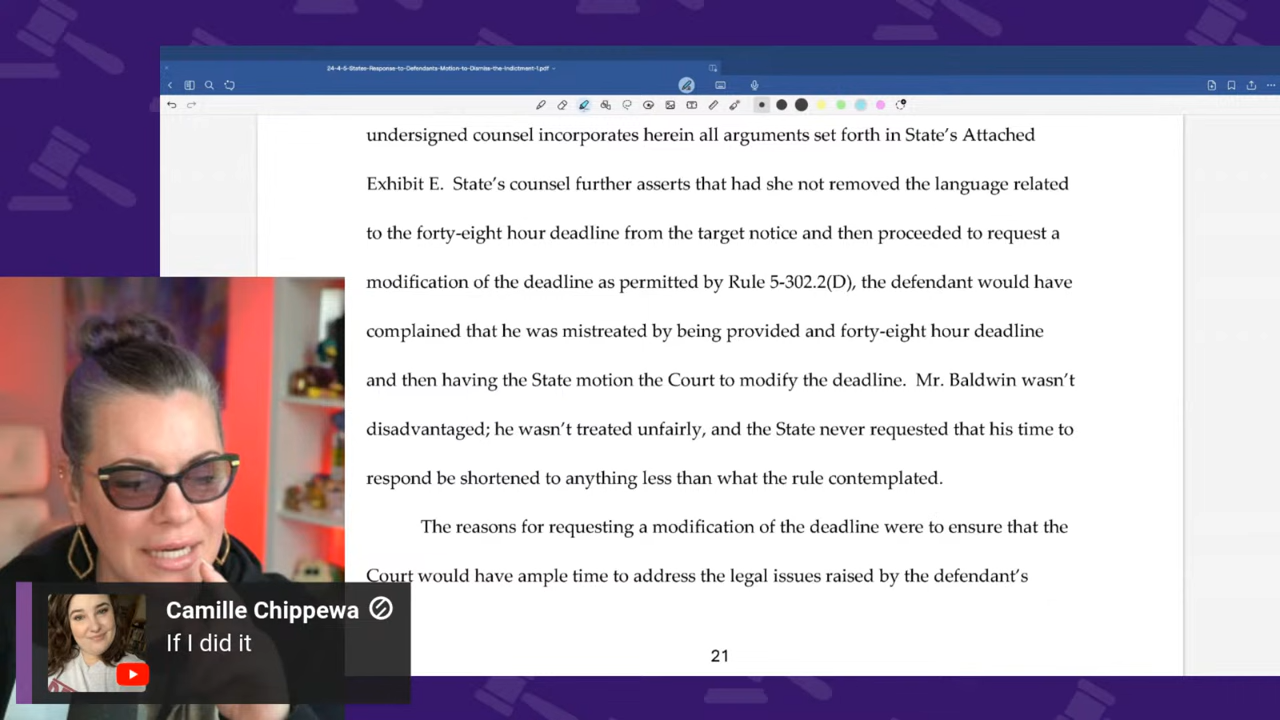 24-4-5-States-Response-to-Defendants-Motion-to-Dismiss-the-Indictment-1.pdf
undersigned counsel incorporates herein all arguments set forth in State's Attached
Exhibit E. State's counsel further asserts that had she not removed the language related
to the forty-eight hour deadline from the target notice and then proceeded to request a
modification of the deadline as permitted by Rule 5-302.2(D), the defendant would have
complained that he was mistreated by being provided and forty-eight hour deadline
and then having the State motion the Court to modify the deadline. Mr. Baldwin wasn't
disadvantaged; he wasn't treated unfairly, and the State never requested that his time to
respond be shortened to anything less than what the rule contemplated.
The reasons for requesting a modification of the deadline were to ensure that the
Court would have ample time to address the legal issues raised by the defendant's
21
Camille Chippewa
If I did it